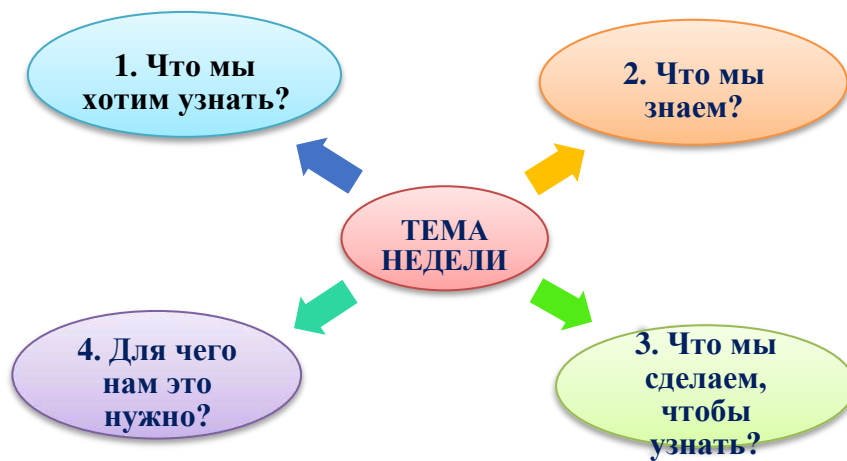 1. Что мы
хотим узнать?
2. Что мы
знаем?
ТЕМА
НЕДЕЛИ
4. Для чего
нам это
нужно?
3. Что мы
сделаем,
чтобы
узнать?